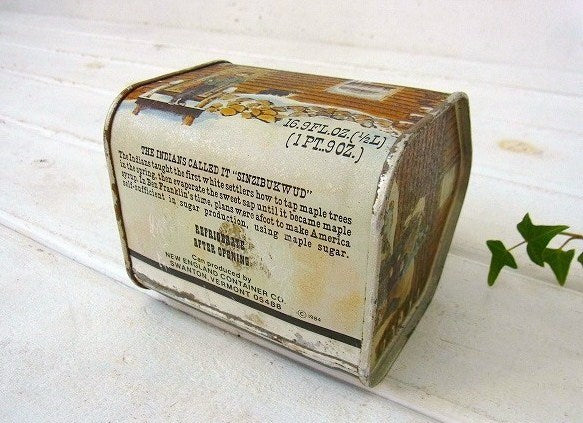 16.9FL.OZ.(½L)
(1 PT.9OZ.)
THE INDIANS CALLED IT "SINZIBUKWUD"
The Indians taught the first white settlers how to tap maple trees
in the spring, then evaporate the sweet sap until it became maple
syrup. In Ben Franklin's time, plans were afoot to make America
self-sufficient in sugar production, using maple sugar.
REFRIGERATE
AFTER OPENING.
Can produced by
NEW ENGLAND CONTAINER CO.
SWANTON, VERMONT 05488
© 1984